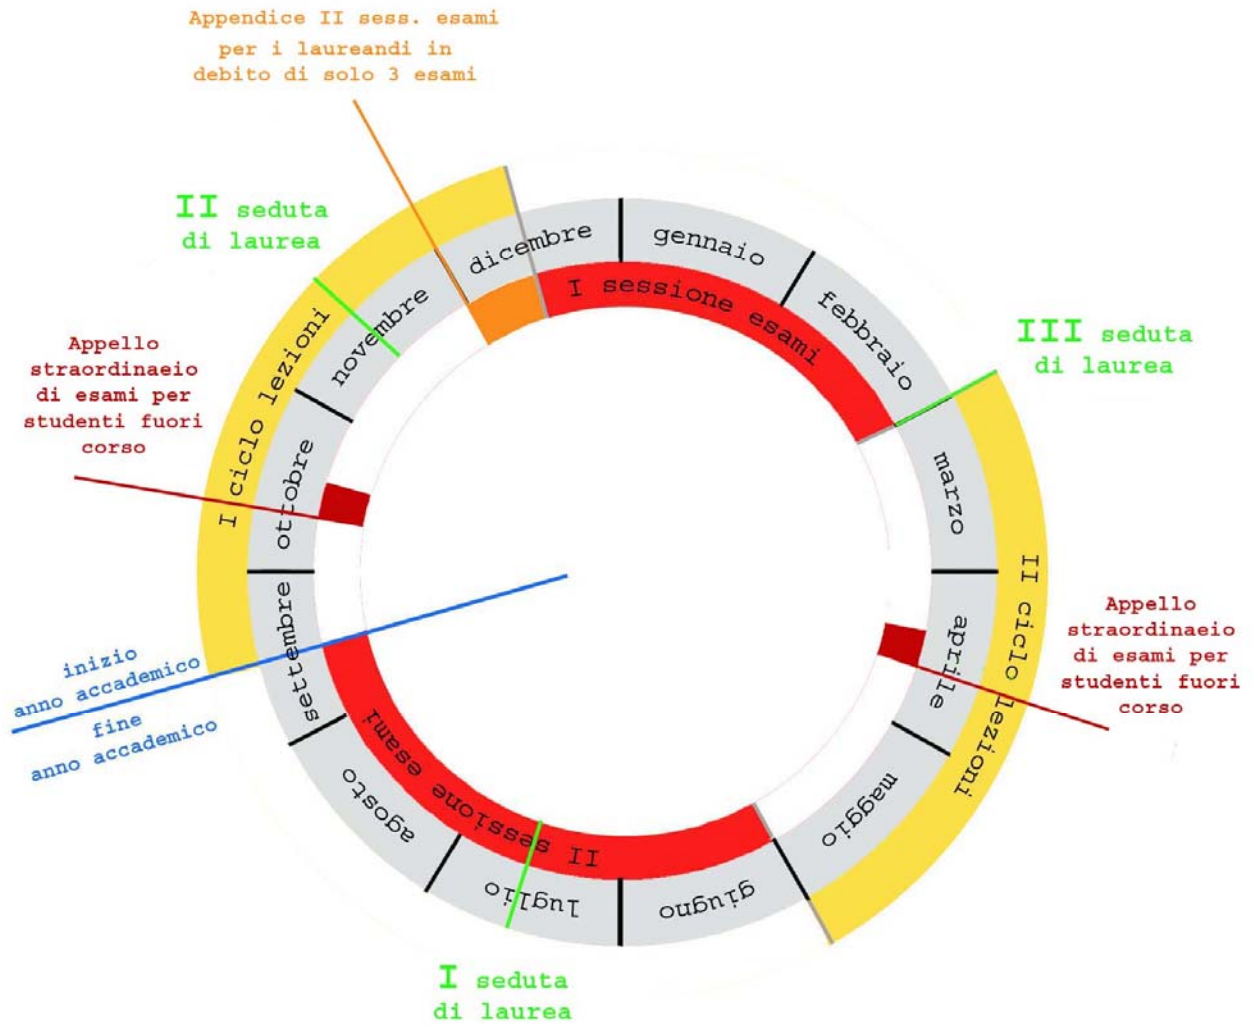 Appendice II sess. esami
per i laureandi in
debito di solo 3 esami
II seduta
di laurea
dicembre
gennaio
I sessione esami
febbraio
III seduta
di laurea
novembre
I ciclo lezioni
Appello
straordinaeio
di esami per
studenti fuori
corso
ottobre
marzo
II ciclo lezioni
settembre
aprile
Appello
straordinaeio
di esami per
studenti fuori
corso
inizio
anno accademico
fine
anno accademico
II sessione esami
agosto
maggio
luglio
giugno
I seduta
di laurea